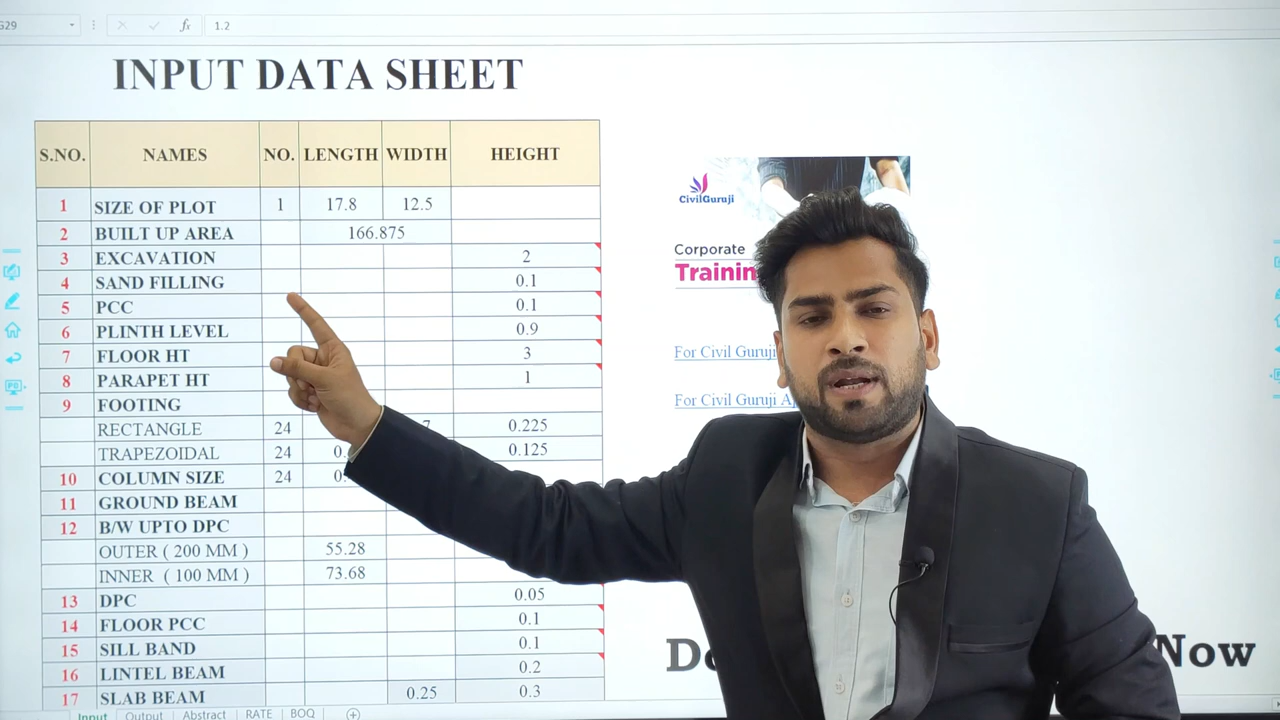 G29 fx 1.2
INPUT DATA SHEET
S.NO. NAMES NO. LENGTH WIDTH HEIGHT
1 SIZE OF PLOT 1 17.8 12.5
2 BUILT UP AREA 166.875
3 EXCAVATION 2
4 SAND FILLING 0.1
5 PCC 0.1
6 PLINTH LEVEL 0.9
7 FLOOR HT 3
8 PARAPET HT 1
9 FOOTING
RECTANGLE 24 7 0.225
TRAPEZOIDAL 24 0. 0.125
10 COLUMN SIZE 24 0.
11 GROUND BEAM
12 B/W UPTO DPC
OUTER ( 200 MM ) 55.28
INNER ( 100 MM ) 73.68
13 DPC 0.05
14 FLOOR PCC 0.1
15 SILL BAND 0.1
16 LINTEL BEAM 0.2
17 SLAB BEAM 0.25 0.3
Input Output Abstract RATE BOQ
CivilGuruji
Corporate
Trainin
For Civil Guruji
For Civil Guruji
Now